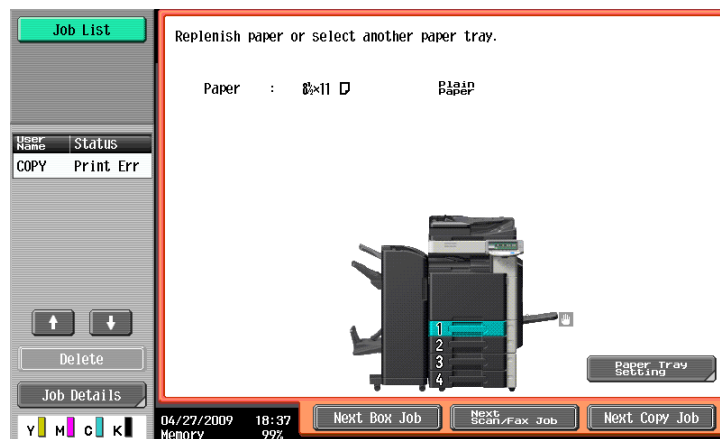 Job List
Replenish paper or select another paper tray.
Paper : 8½×11 Plain Paper
User Name Status
COPY Print Err
1
2
3
4
Delete
Paper Tray Setting
Job Details
04/27/2009 18:37
Memory 99%
Next Box Job
Next Scan/Fax Job
Next Copy Job
Y M C K